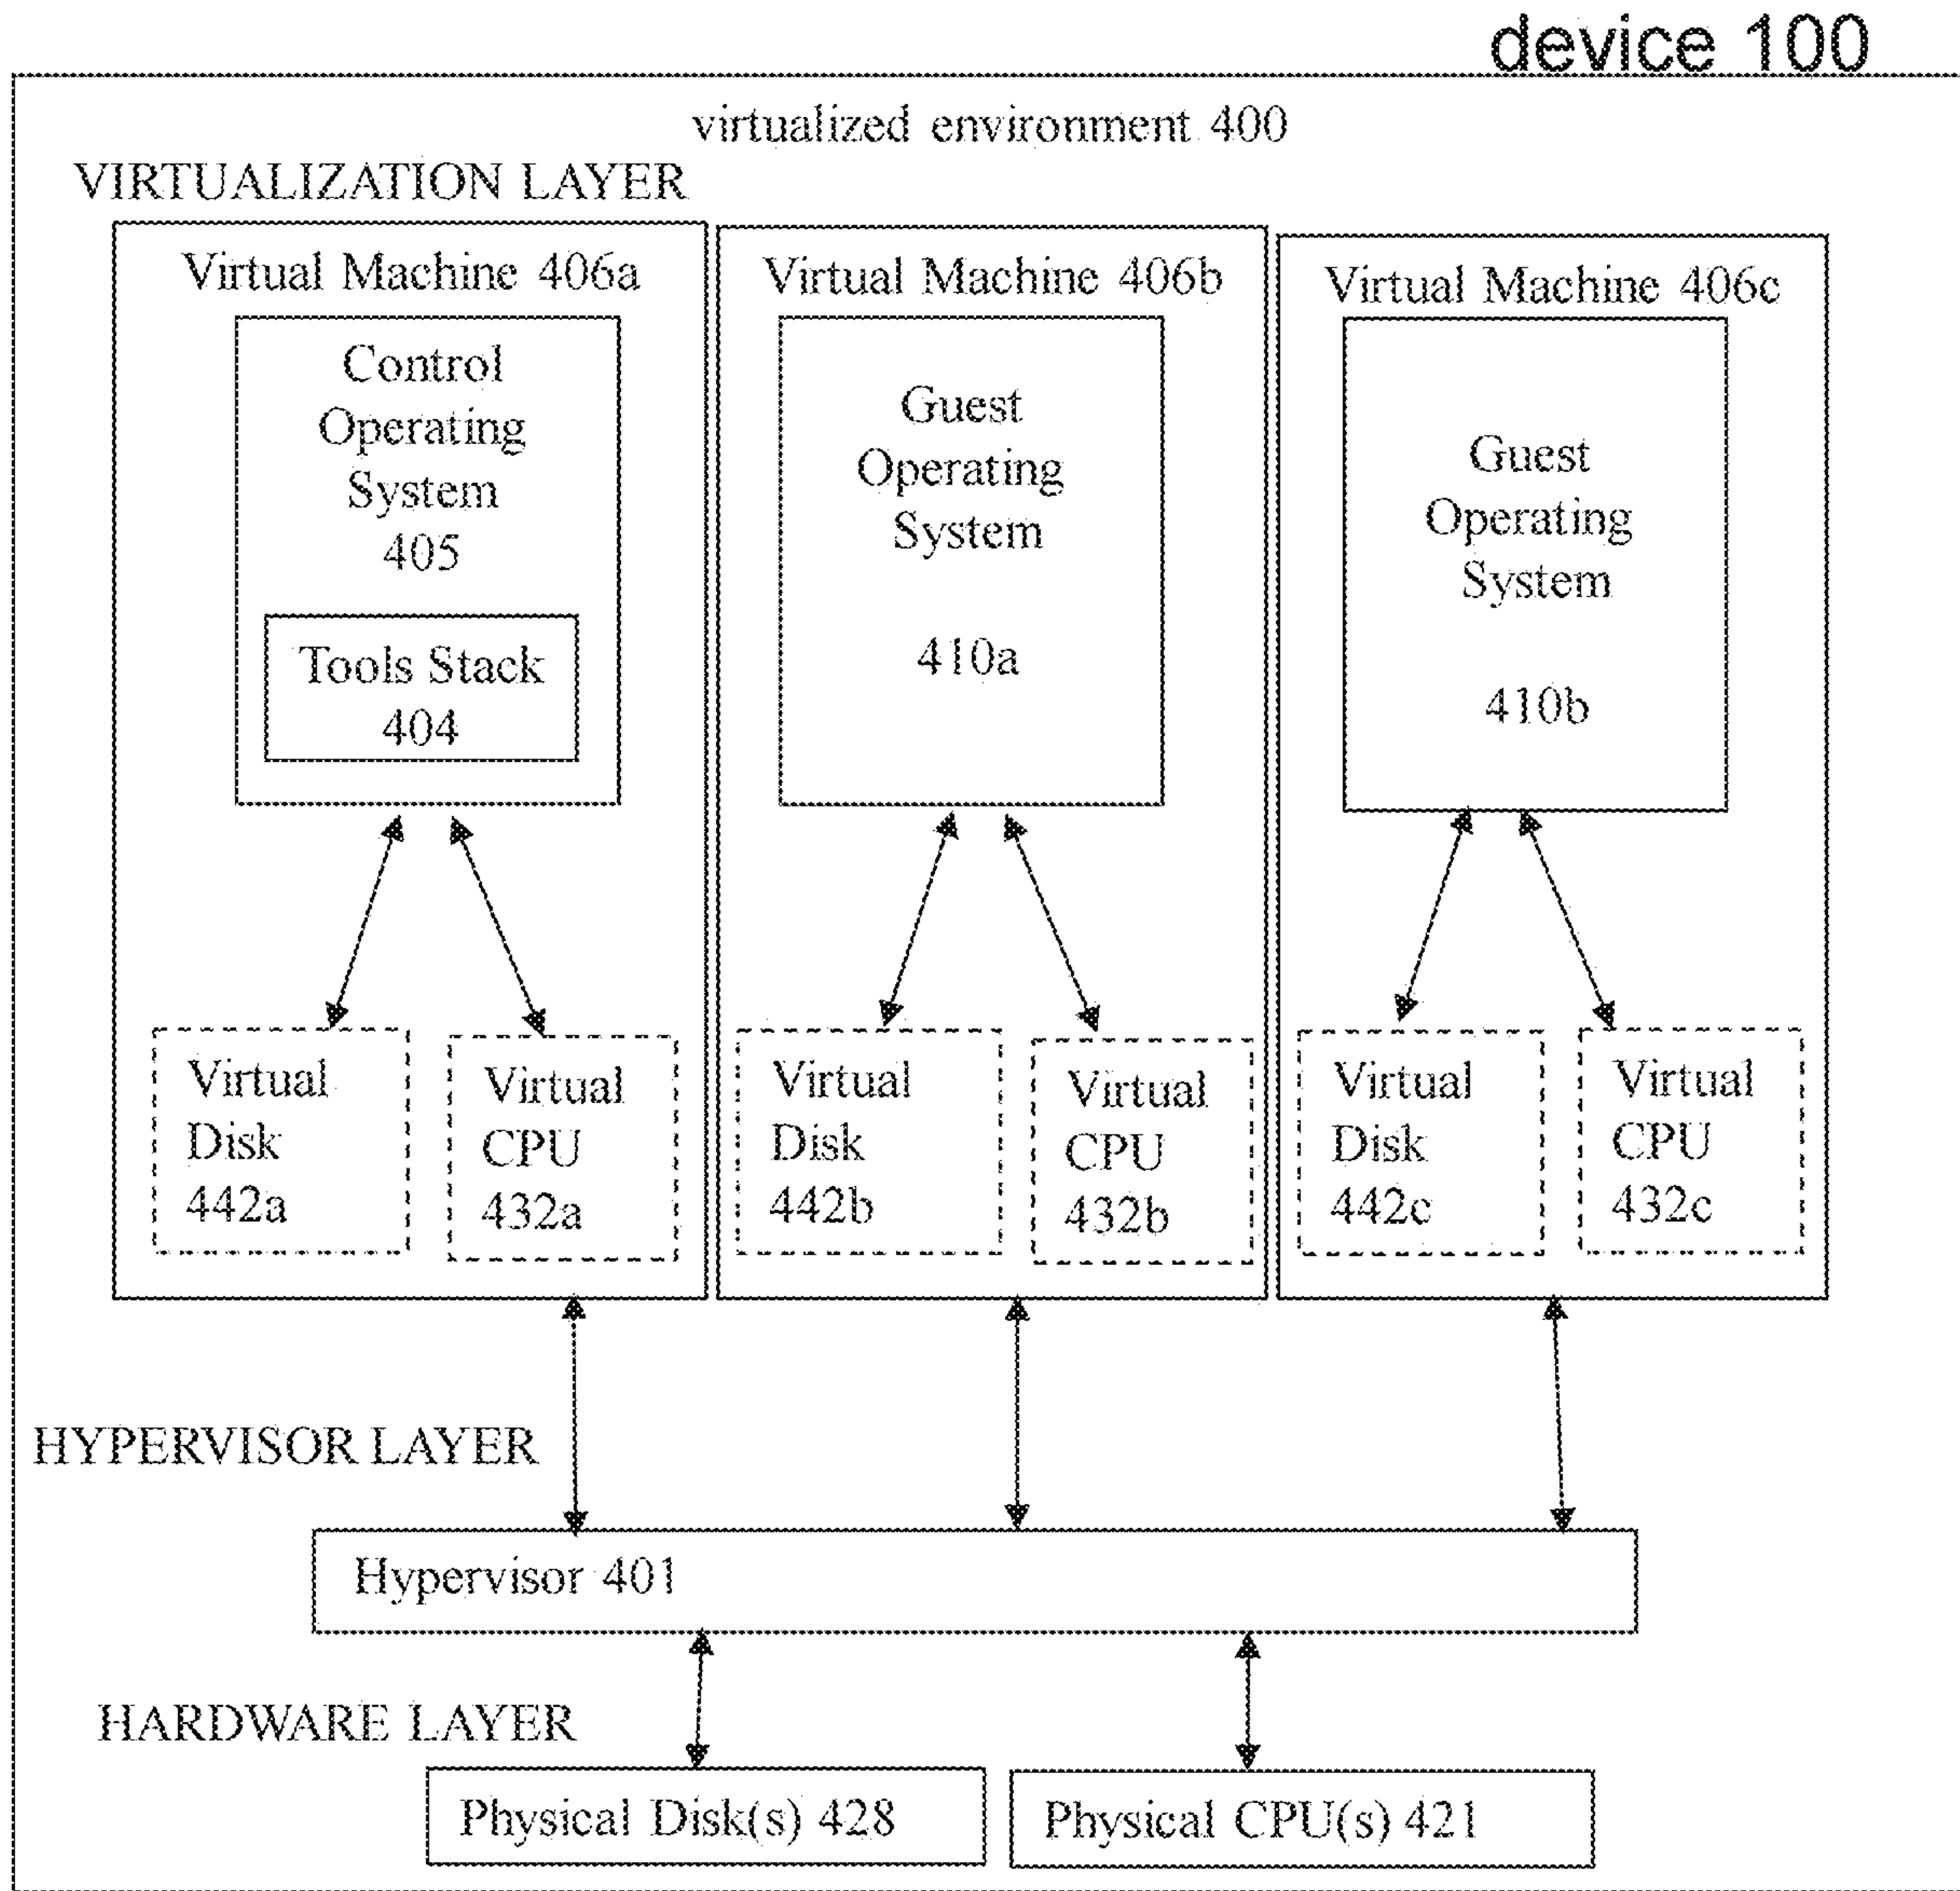 device 100
virtualized environment 400
VIRTUALIZATION LAYER
Virtual Machine 406a
Control
Operating
System
405
Tools Stack
404
Virtual
Disk
442a
Virtual
CPU
432a
Virtual Machine 406b
Guest
Operating
System
410a
Virtual
Disk
442b
Virtual
CPU
432b
Virtual Machine 406c
Guest
Operating
System
410b
Virtual
Disk
442c
Virtual
CPU
432c
HYPERVISOR LAYER
Hypervisor 401
HARDWARE LAYER
Physical Disk(s) 428
Physical CPU(s) 421